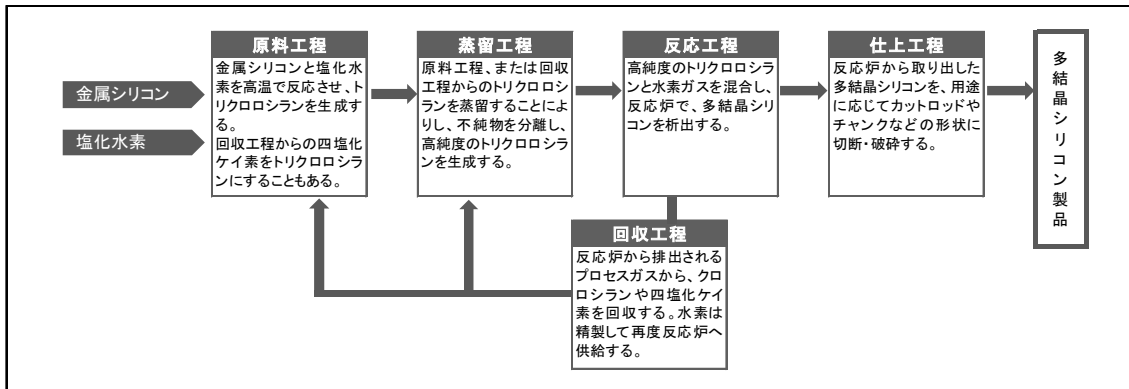 金属シリコン
塩化水素
原料工程
金属シリコンと塩化水
素を高温で反応させ、ト
リクロロシランを生成す
る。
回収工程からの四塩化
ケイ素をトリクロロシラ
ンにすることもある。
蒸留工程
原料工程、または回収
工程からのトリクロロシ
ランを蒸留することによ
りし、不純物を分離し、
高純度のトリクロロシラ
ンを生成する。
反応工程
高純度のトリクロロシラ
ンと水素ガスを混合し、
反応炉で、多結晶シリ
コンを析出する。
仕上工程
反応炉から取り出した
多結晶シリコンを、用途
に応じてカットロッドや
チャンクなどの形状に
切断・破砕する。
多結晶シリコン製品
回収工程
反応炉から排出される
プロセスガスから、クロ
ロシランや四塩化ケイ
素を回収する。水素は
精製して再度反応炉へ
供給する。